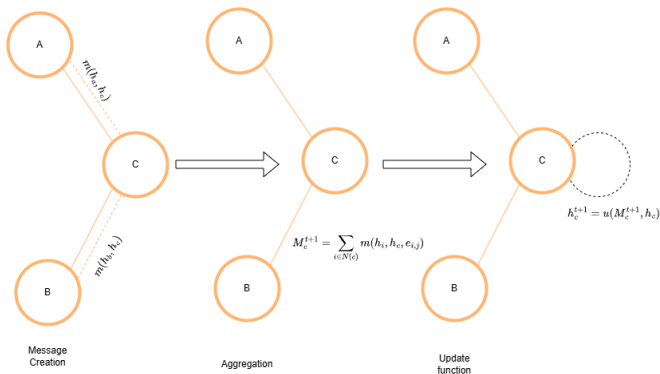 A
m(h_a, h_c)
C
m(h_b, h_c)
B
Message
Creation
A
C
M_c^{t+1} = \sum_{i \in N(c)} m(h_i, h_c, e_{i,j})
B
Aggregation
A
C
h_c^{t+1} = u(M_c^{t+1}, h_c)
B
Update
function